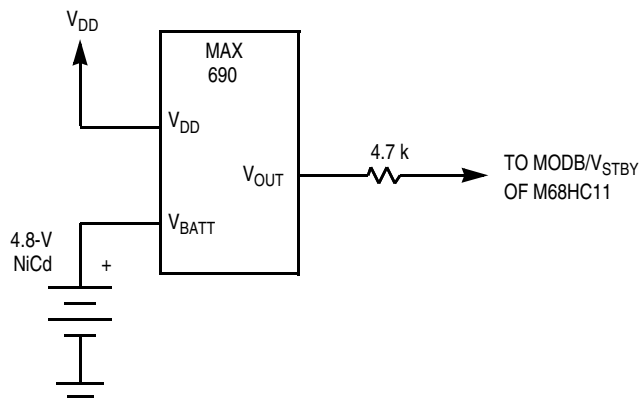 V_DD
MAX
690
V_DD
4.7 k
V_OUT
TO MODB/V_STBY
OF M68HC11
V_BATT
4.8-V
NiCd
+